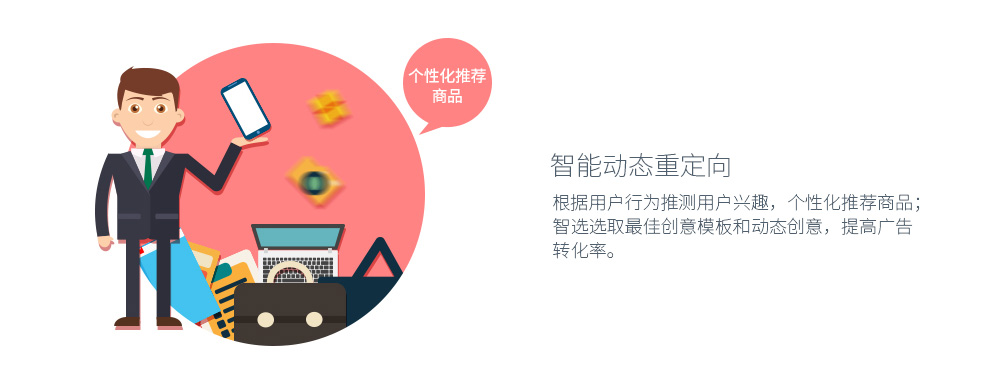 个性化推荐
商品
智能动态重定向
根据用户行为推测用户兴趣，个性化推荐商品；
智选选取最佳创意模板和动态创意，提高广告
转化率。